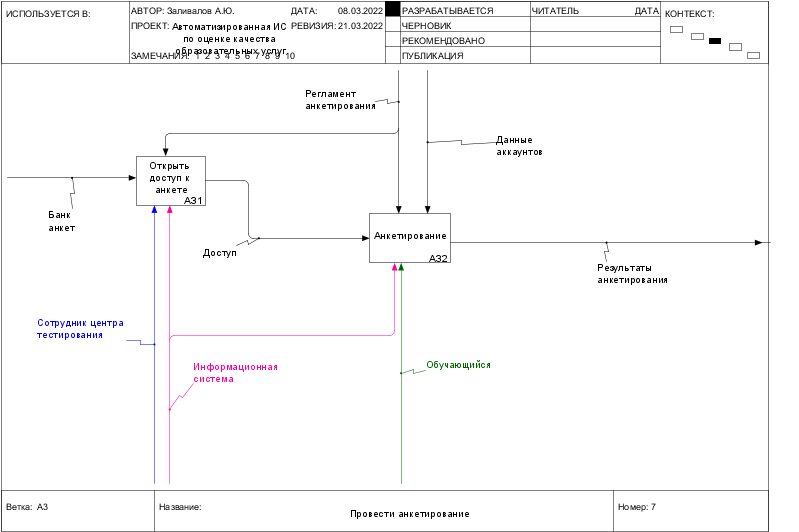 ИСПОЛЬЗУЕТСЯ В:
АВТОР: Заливалов А.Ю.
ДАТА: 08.03.2022
РАЗРАБАТЫВАЕТСЯ
ЧИТАТЕЛЬ
ДАТА
КОНТЕКСТ:
ПРОЕКТ: Автоматизированная ИС
по оценке качества
образовательных услуг
РЕВИЗИЯ: 21.03.2022
ЧЕРНОВИК
РЕКОМЕНДОВАНО
ЗАМЕЧАНИЯ: 1 2 3 4 5 6 7 8 9 10
ПУБЛИКАЦИЯ
Регламент
анкетирования
Данные
аккаунтов
Открыть
доступ к
анкете
А31
Банк
анкет
Доступ
Анкетирование
А32
Результаты
анкетирования
Сотрудник центра
тестирования
Информационная
система
Обучающийся
Ветка: А3
Название:
Провести анкетирование
Номер: 7